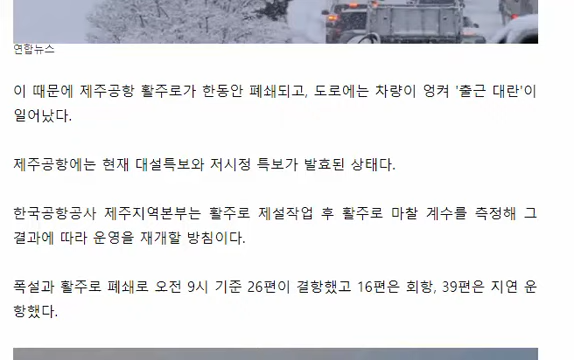 연합뉴스
이 때문에 제주공항 활주로가 한동안 폐쇄되고, 도로에는 차량이 엉켜 '출근 대란'이
일어났다.
제주공항에는 현재 대설특보와 저시정 특보가 발효된 상태다.
한국공항공사 제주지역본부는 활주로 제설작업 후 활주로 마찰 계수를 측정해 그
결과에 따라 운영을 재개할 방침이다.
폭설과 활주로 폐쇄로 오전 9시 기준 26편이 결항했고 16편은 회항, 39편은 지연 운
항했다.